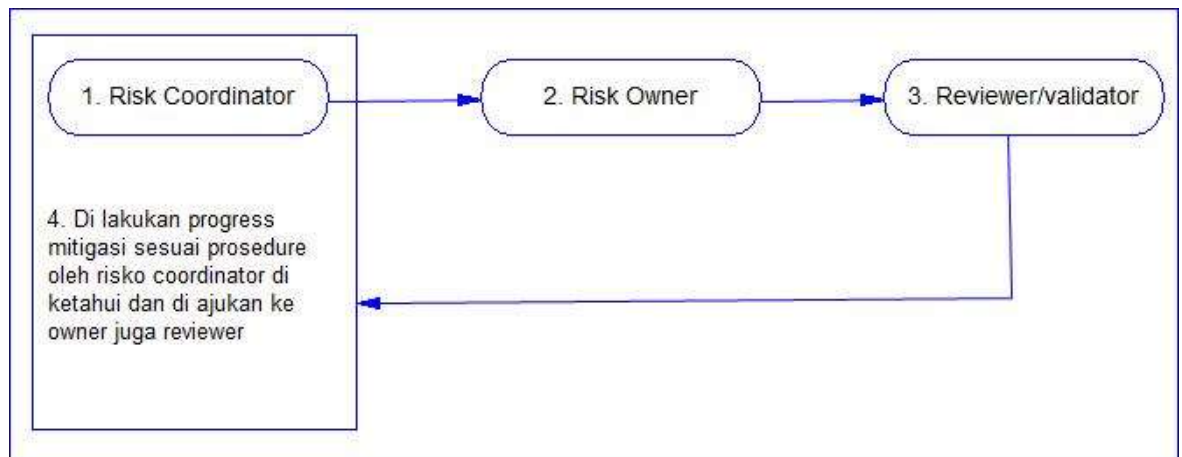 1. Risk Coordinator
2. Risk Owner
3. Reviewer/validator
4. Di lakukan progress
mitigasi sesuai prosedure
oleh risko coordinator di
ketahui dan di ajukan ke
owner juga reviewer